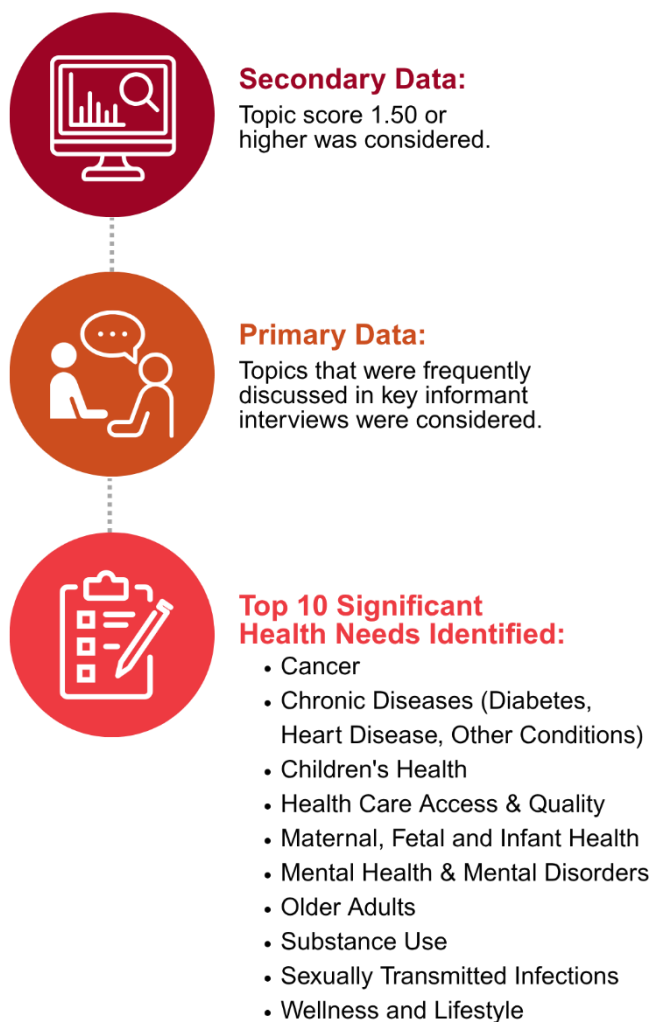 Secondary Data:
Topic score 1.50 or
higher was considered.
Primary Data:
Topics that were frequently
discussed in key informant
interviews were considered.
Top 10 Significant
Health Needs Identified:
• Cancer
• Chronic Diseases (Diabetes,
Heart Disease, Other Conditions)
• Children's Health
• Health Care Access & Quality
• Maternal, Fetal and Infant Health
• Mental Health & Mental Disorders
• Older Adults
• Substance Use
• Sexually Transmitted Infections
• Wellness and Lifestyle